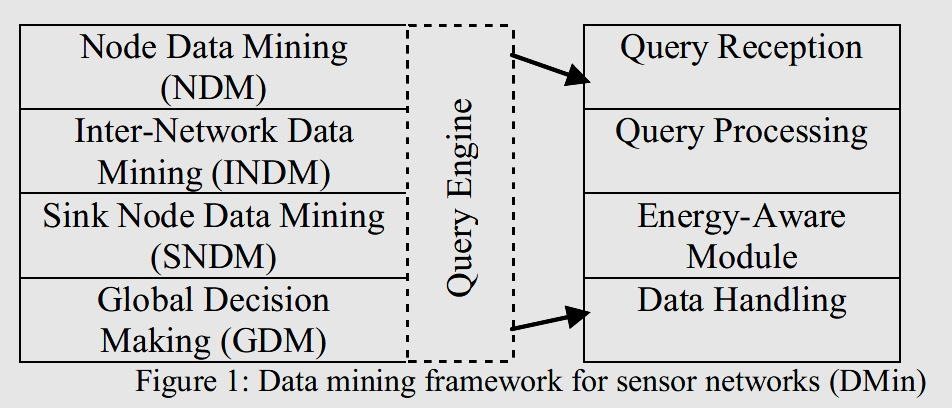 Node Data Mining
(NDM)
Inter-Network Data
Mining (INDM)
Sink Node Data Mining
(SNDM)
Global Decision
Making (GDM)
Query Engine
Query Reception
Query Processing
Energy-Aware
Module
Data Handling
Figure 1: Data mining framework for sensor networks (DMin)